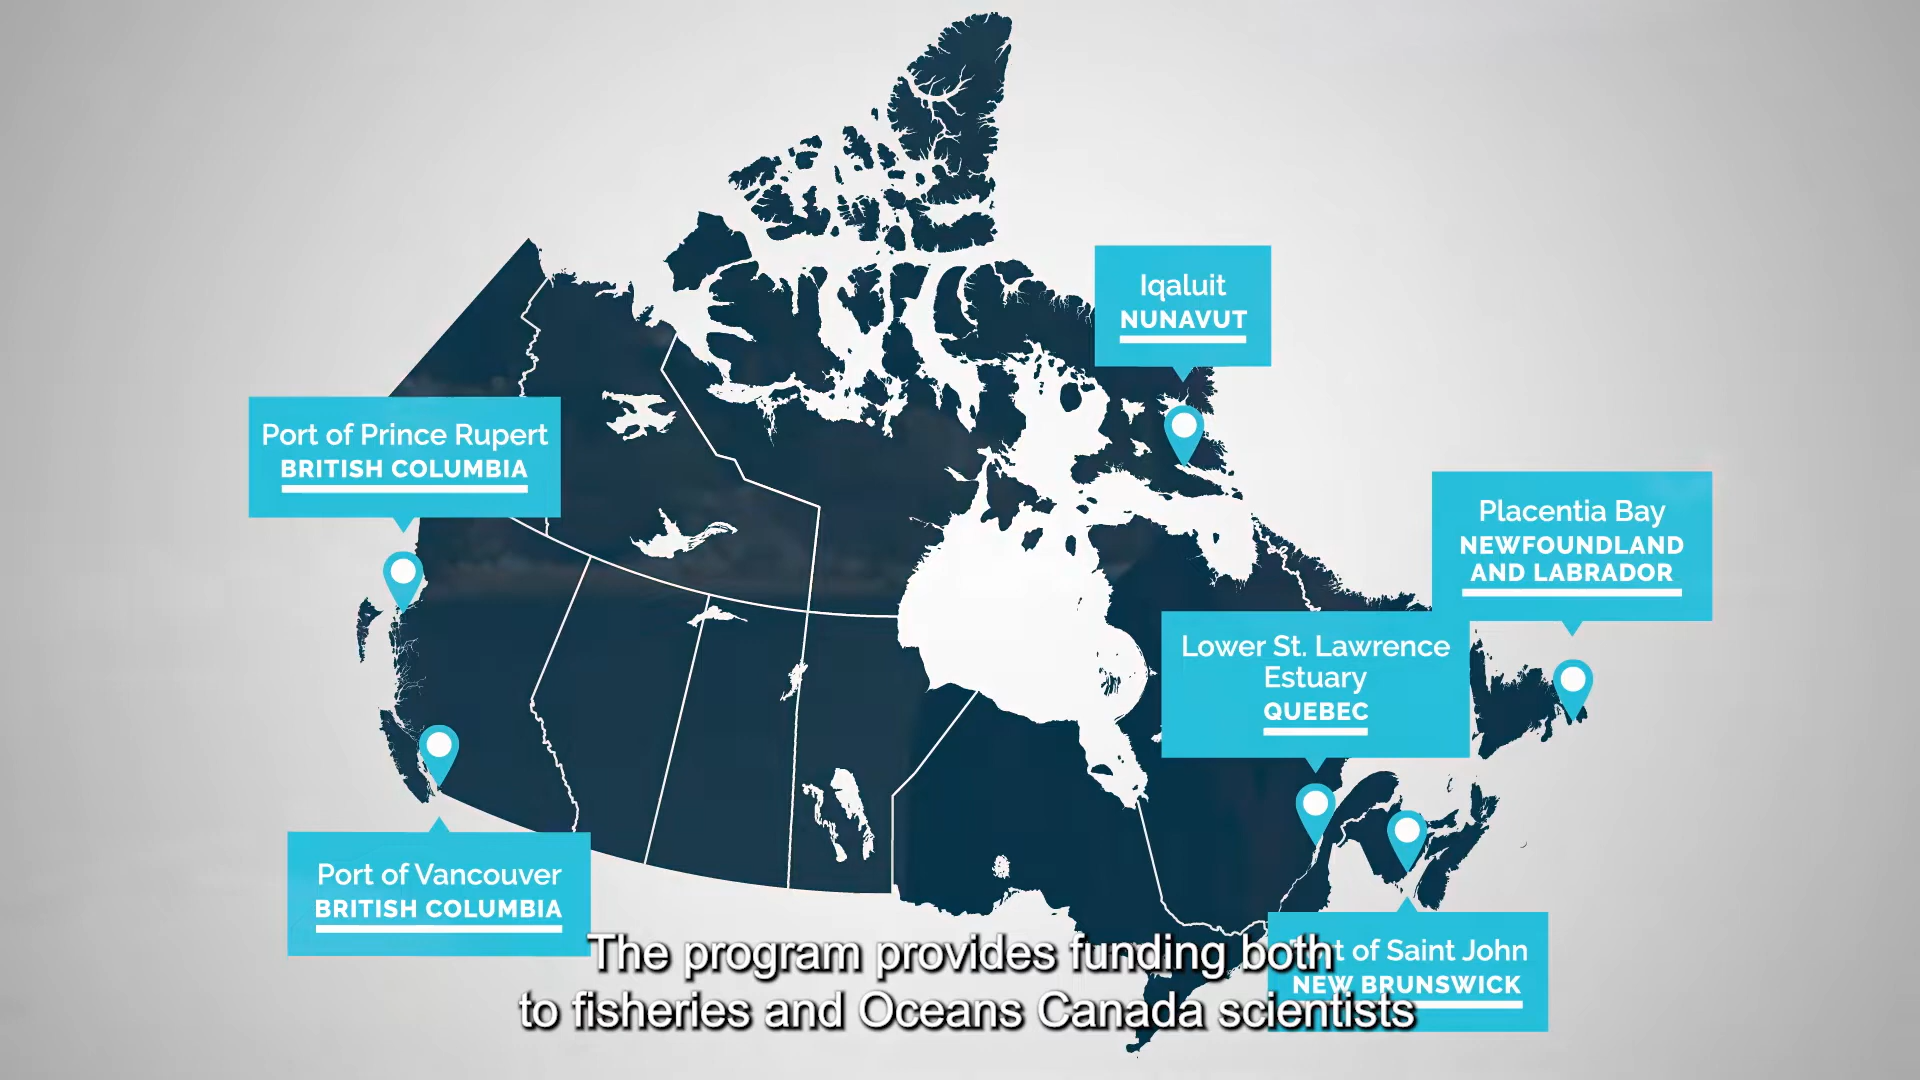 Iqaluit
NUNAVUT
Port of Prince Rupert
BRITISH COLUMBIA
Placentia Bay
NEWFOUNDLAND
AND LABRADOR
Lower St. Lawrence
Estuary
QUEBEC
Port of Vancouver
BRITISH COLUMBIA
of Saint John
NEW BRUNSWICK
The program provides funding both
to fisheries and Oceans Canada scientists